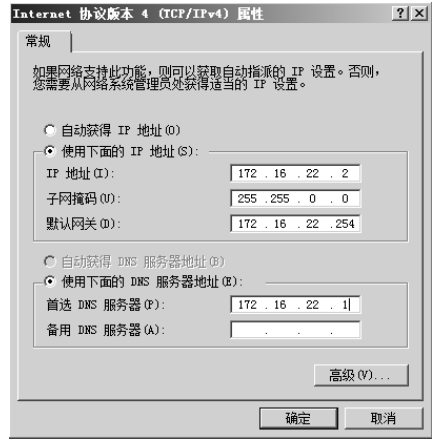 Internet 协议版本 4 (TCP/IPv4) 属性
常规
如果网络支持此功能，则可以获取自动指派的 IP 设置。否则，
您需要从网络系统管理员处获得适当的 IP 设置。
自动获得 IP 地址(O)
使用下面的 IP 地址(S):
IP 地址(I): 172 . 16 . 22 . 2
子网掩码(U): 255 . 255 . 0 . 0
默认网关(D): 172 . 16 . 22 . 254
自动获得 DNS 服务器地址(B)
使用下面的 DNS 服务器地址(E):
首选 DNS 服务器(P): 172 . 16 . 22 . 1
备用 DNS 服务器(A): . . .
高级(V)...
确定 取消